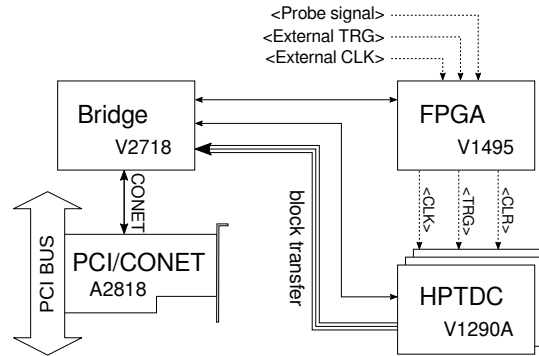 <Probe signal>
<External TRG>
<External CLK>
Bridge
V2718
FPGA
V1495
CONET
block transfer
<CLK>
<TRG>
<CLR>
PCI BUS
PCI/CONET
A2818
HPTDC
V1290A